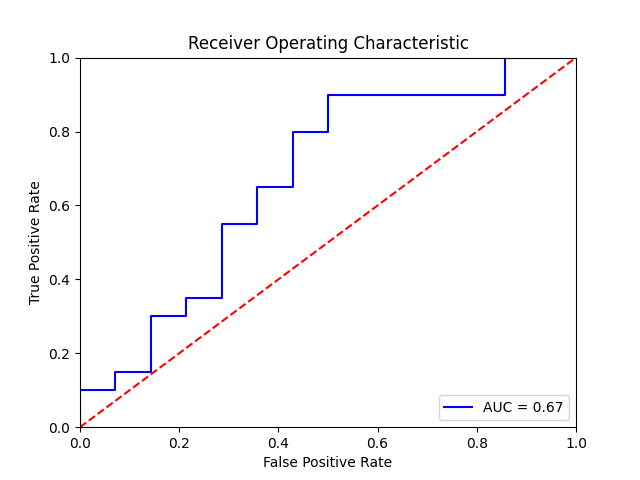 Receiver Operating Characteristic
1.0
0.8
0.6
0.4
0.2
0.0
True Positive Rate
AUC = 0.67
0.0 0.2 0.4 0.6 0.8 1.0
False Positive Rate